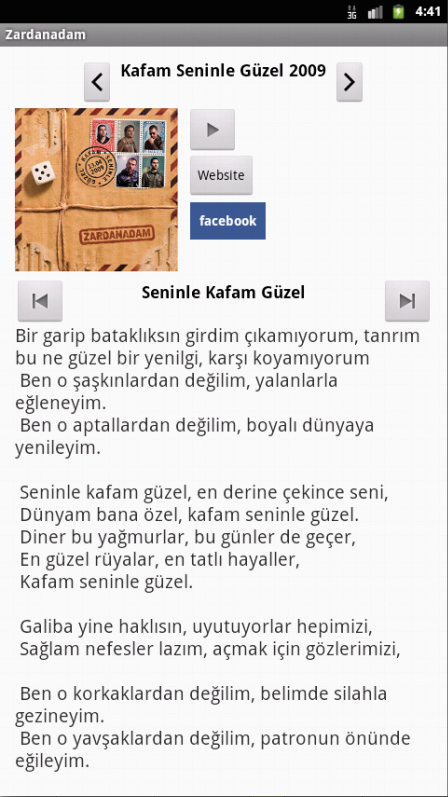 3G
4:41
Zardanadam
Kafam Seninle Güzel 2009
KAFAM SENİNLE GÜZEL
ZARDANADAM
Website
facebook
Seninle Kafam Güzel
Bir garip bataklıksın girdim çıkamıyorum, tanrım
bu ne güzel bir yenilgi, karşı koyamıyorum
Ben o şaşkınlardan değilim, yalanlarla
eğleneyim.
Ben o aptallardan değilim, boyalı dünyaya
yenileyim.
Seninle kafam güzel, en derine çekince seni,
Dünyam bana özel, kafam seninle güzel.
Diner bu yağmurlar, bu günler de geçer,
En güzel rüyalar, en tatlı hayaller,
Kafam seninle güzel.
Galiba yine haklısın, uyutuyorlar hepimizi,
Sağlam nefesler lazım, açmak için gözlerimizi,
Ben o korkaklardan değilim, belimde silahla
gezineyim.
Ben o yavşaklardan değilim, patronun önünde
eğileyim.